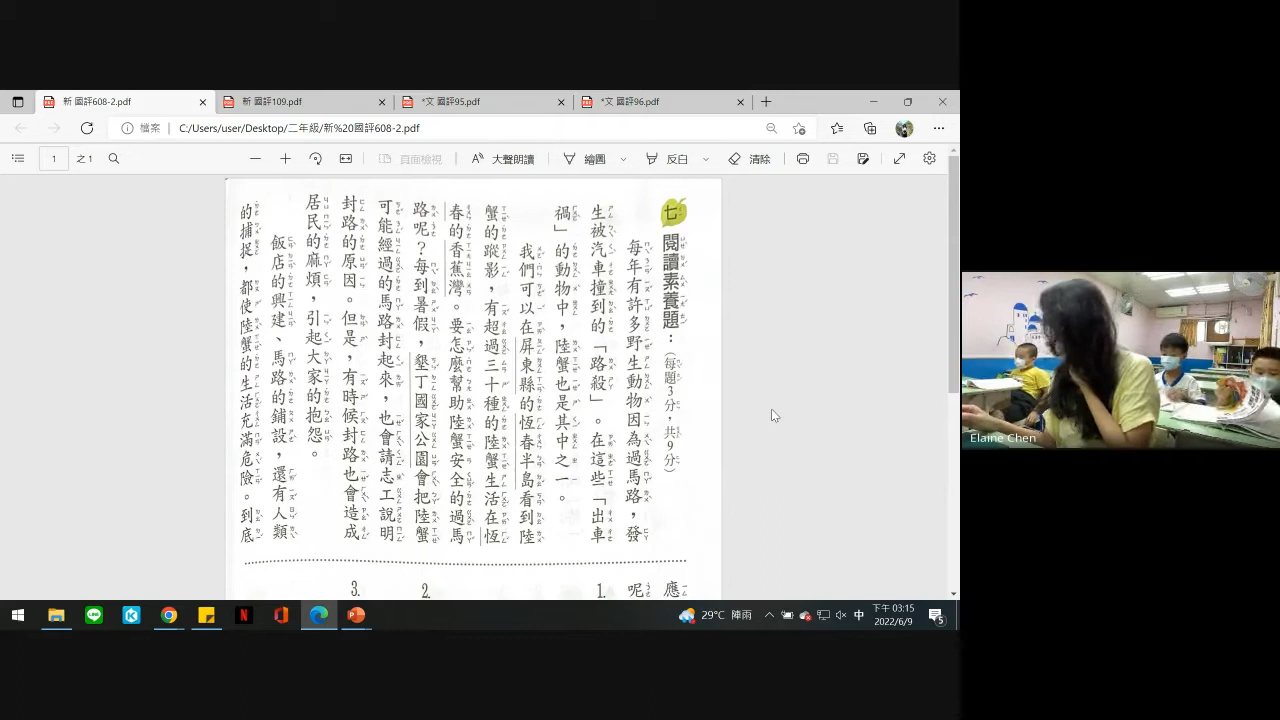 新 國評608-2.pdf
新 國評109.pdf
*文 國評95.pdf
*文 國評96.pdf
檔案
C:/Users/user/Desktop/二年級/新%20國評608-2.pdf
1
之 1
頁面檢視
大聲朗讀
繪圖
反白
清除
七 閱讀素養題：（每題3分，共9分）
每年有許多野生動物因為過馬路，發
生被汽車撞到的「路殺」。在這些「出車
禍」的動物中，陸蟹也是其中之一。
我們可以在屏東縣的恆春半島看到陸
蟹的蹤影，有超過三十種的陸蟹生活在恆
春的香蕉灣。要怎麼幫助陸蟹安全的過馬
路呢？每到暑假，墾丁國家公園會把陸蟹
可能經過的馬路封起來，也會請志工說明
封路的原因。但是，有時候封路也會造成
居民的麻煩，引起大家的抱怨。
飯店的興建、馬路的鋪設，還有人類
的捕捉，都使陸蟹的生活充滿危險。到底
應
呢
1.
2.
3.
Elaine Chen
29°C 陣雨
中
下午 03:15
2022/6/9
5